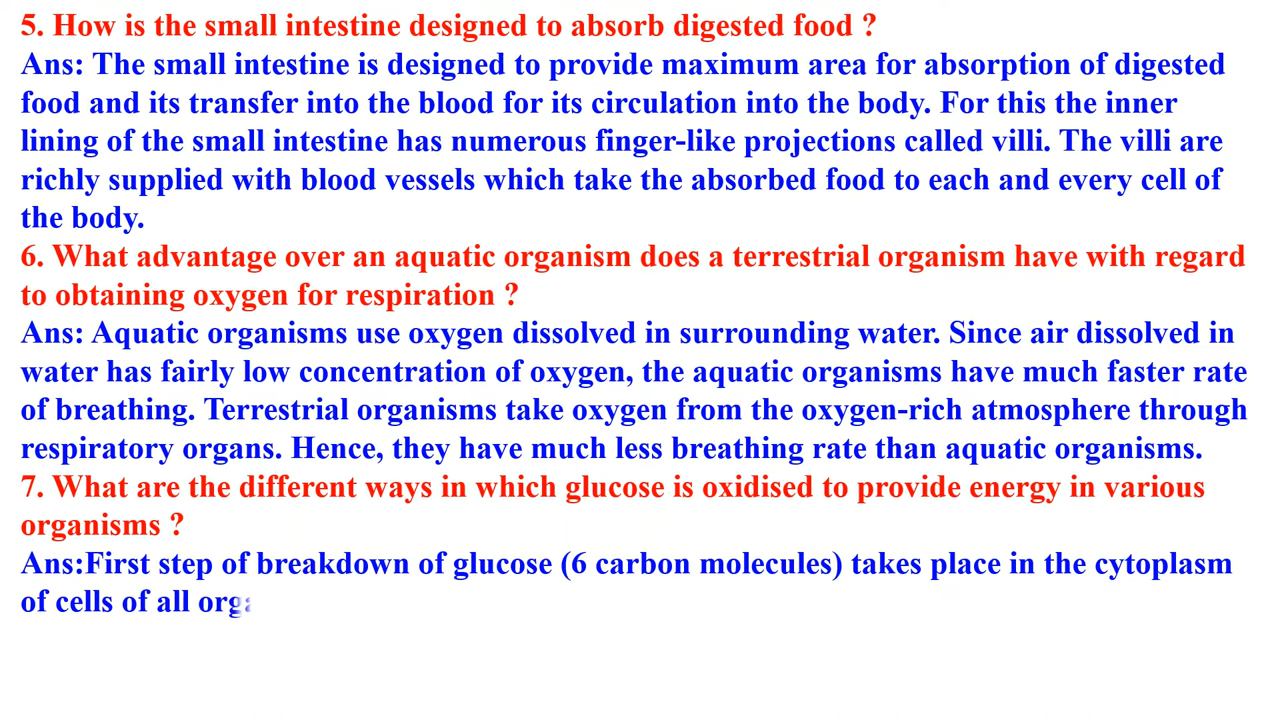 5. How is the small intestine designed to absorb digested food ?
Ans: The small intestine is designed to provide maximum area for absorption of digested
food and its transfer into the blood for its circulation into the body. For this the inner
lining of the small intestine has numerous finger-like projections called villi. The villi are
richly supplied with blood vessels which take the absorbed food to each and every cell of
the body.
6. What advantage over an aquatic organism does a terrestrial organism have with regard
to obtaining oxygen for respiration ?
Ans: Aquatic organisms use oxygen dissolved in surrounding water. Since air dissolved in
water has fairly low concentration of oxygen, the aquatic organisms have much faster rate
of breathing. Terrestrial organisms take oxygen from the oxygen-rich atmosphere through
respiratory organs. Hence, they have much less breathing rate than aquatic organisms.
7. What are the different ways in which glucose is oxidised to provide energy in various
organisms ?
Ans:First step of breakdown of glucose (6 carbon molecules) takes place in the cytoplasm
of cells of all